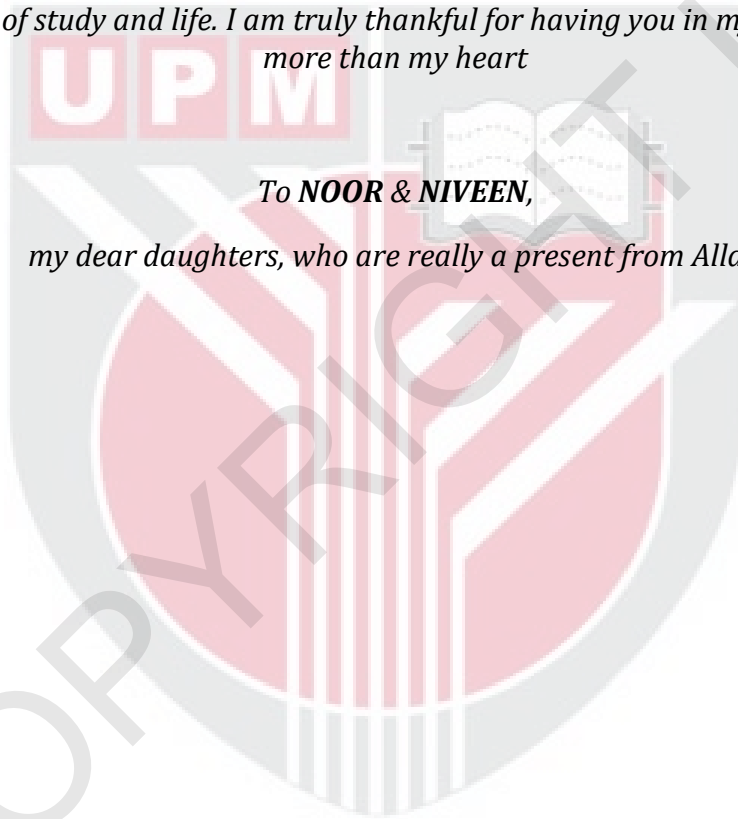 of study and life. I am truly thankful for having you in m
more than my heart
UPM
To NOOR & NIVEEN,
my dear daughters, who are really a present from Alla
OPYRIGHT